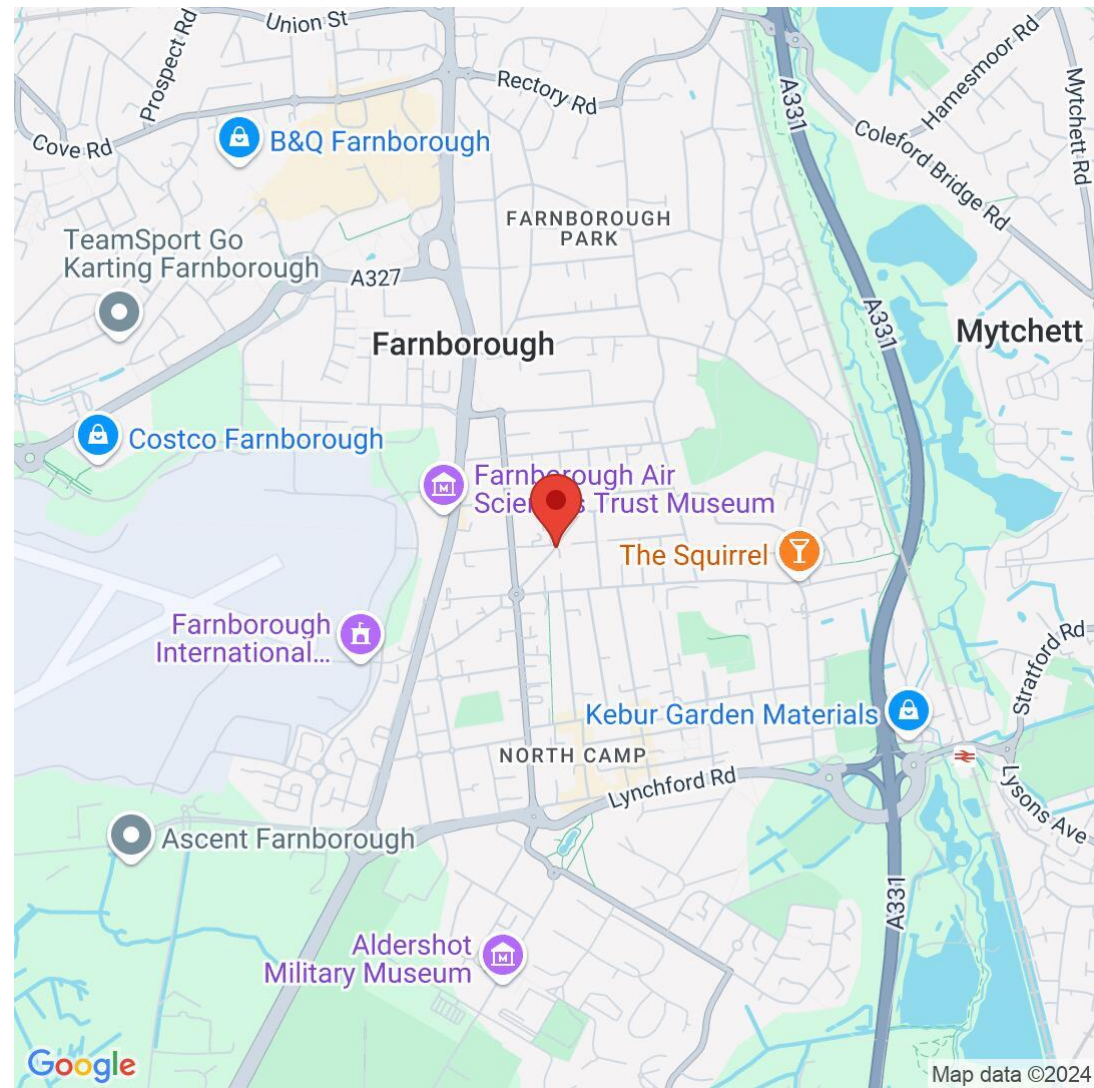 Union St
Prospect Rd
Rectory Rd
Cove Rd
B&Q Farnborough
A331
Hamesmoor Rd
Mytchett Rd
Coleford Bridge Rd
FARNBOROUGH
PARK
TeamSport Go
Karting Farnborough
A327
A331
Farnborough
Mytchett
Costco Farnborough
Farnborough Air
Trust Museum
The Squirrel
Farnborough
International...
Stratford Rd
Kebur Garden Materials
NORTH CAMP
Lynchford Rd
Lysons Ave
Ascent Farnborough
A331
Aldershot
Military Museum
Google
Map data ©2024